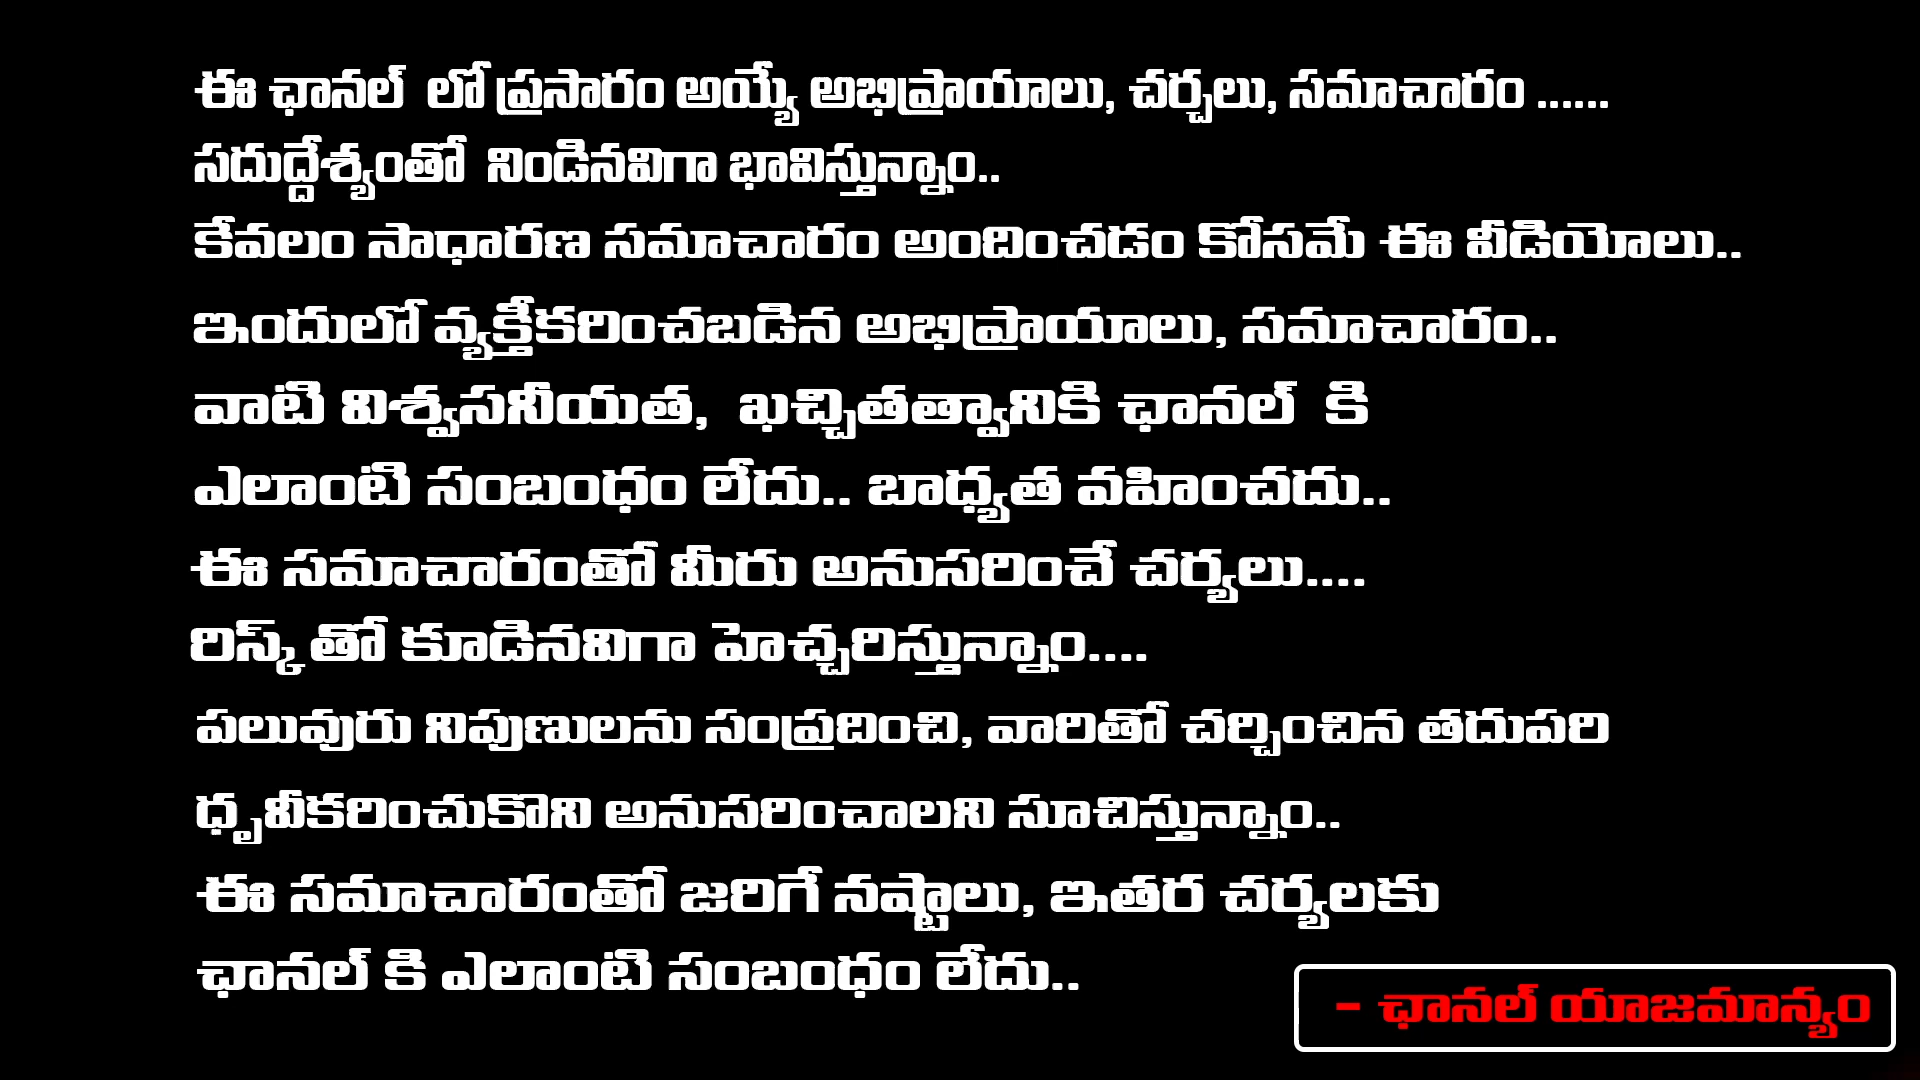 ఈ ఛానల్ లో ప్రసారం అయ్యే అభిప్రాయాలు, చర్చలు, సమాచారం ......
సదుద్దేశ్యంతో నిండినవిగా భావిస్తున్నాం..
కేవలం సాధారణ సమాచారం అందించడం కోసమే ఈ వీడియోలు..
ఇందులో వ్యక్తీకరించబడిన అభిప్రాయాలు, సమాచారం..
వాటి విశ్వసనీయత, ఖచ్చితత్వానికి ఛానల్ కి
ఎలాంటి సంబంధం లేదు.. బాధ్యత వహించదు..
ఈ సమాచారంతో మీరు అనుసరించే చర్యలు....
రిస్క్ తో కూడినవిగా హెచ్చరిస్తున్నాం....
పలువురు నిపుణులను సంప్రదించి, వారితో చర్చించిన తదుపరి
ధృవీకరించుకొని అనుసరించాలని సూచిస్తున్నాం..
ఈ సమాచారంతో జరిగే నష్టాలు, ఇతర చర్యలకు
ఛానల్ కి ఎలాంటి సంబంధం లేదు..
- ఛానల్ యాజమాన్యం